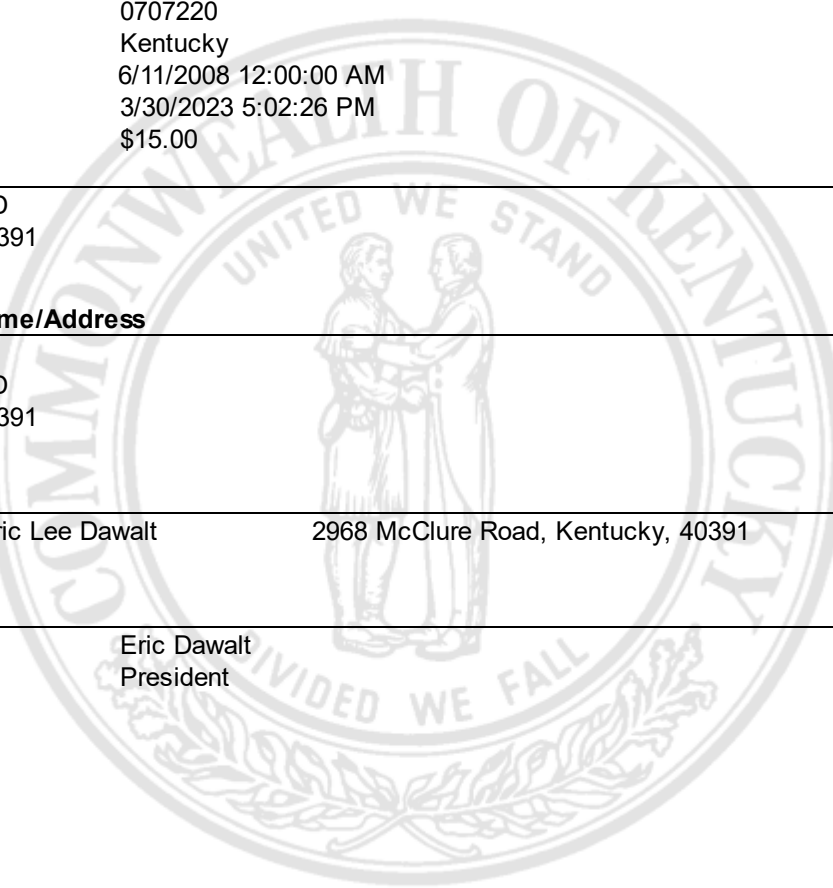 0707220
Kentucky
6/11/2008 12:00:00 AM
3/30/2023 5:02:26 PM
$15.00
D
391
me/Address
D
391
ric Lee Dawalt 2968 McClure Road, Kentucky, 40391
Eric Dawalt
President
COMMONWEALTH OF KENTUCKY
UNITED WE STAND
DIVIDED WE FALL